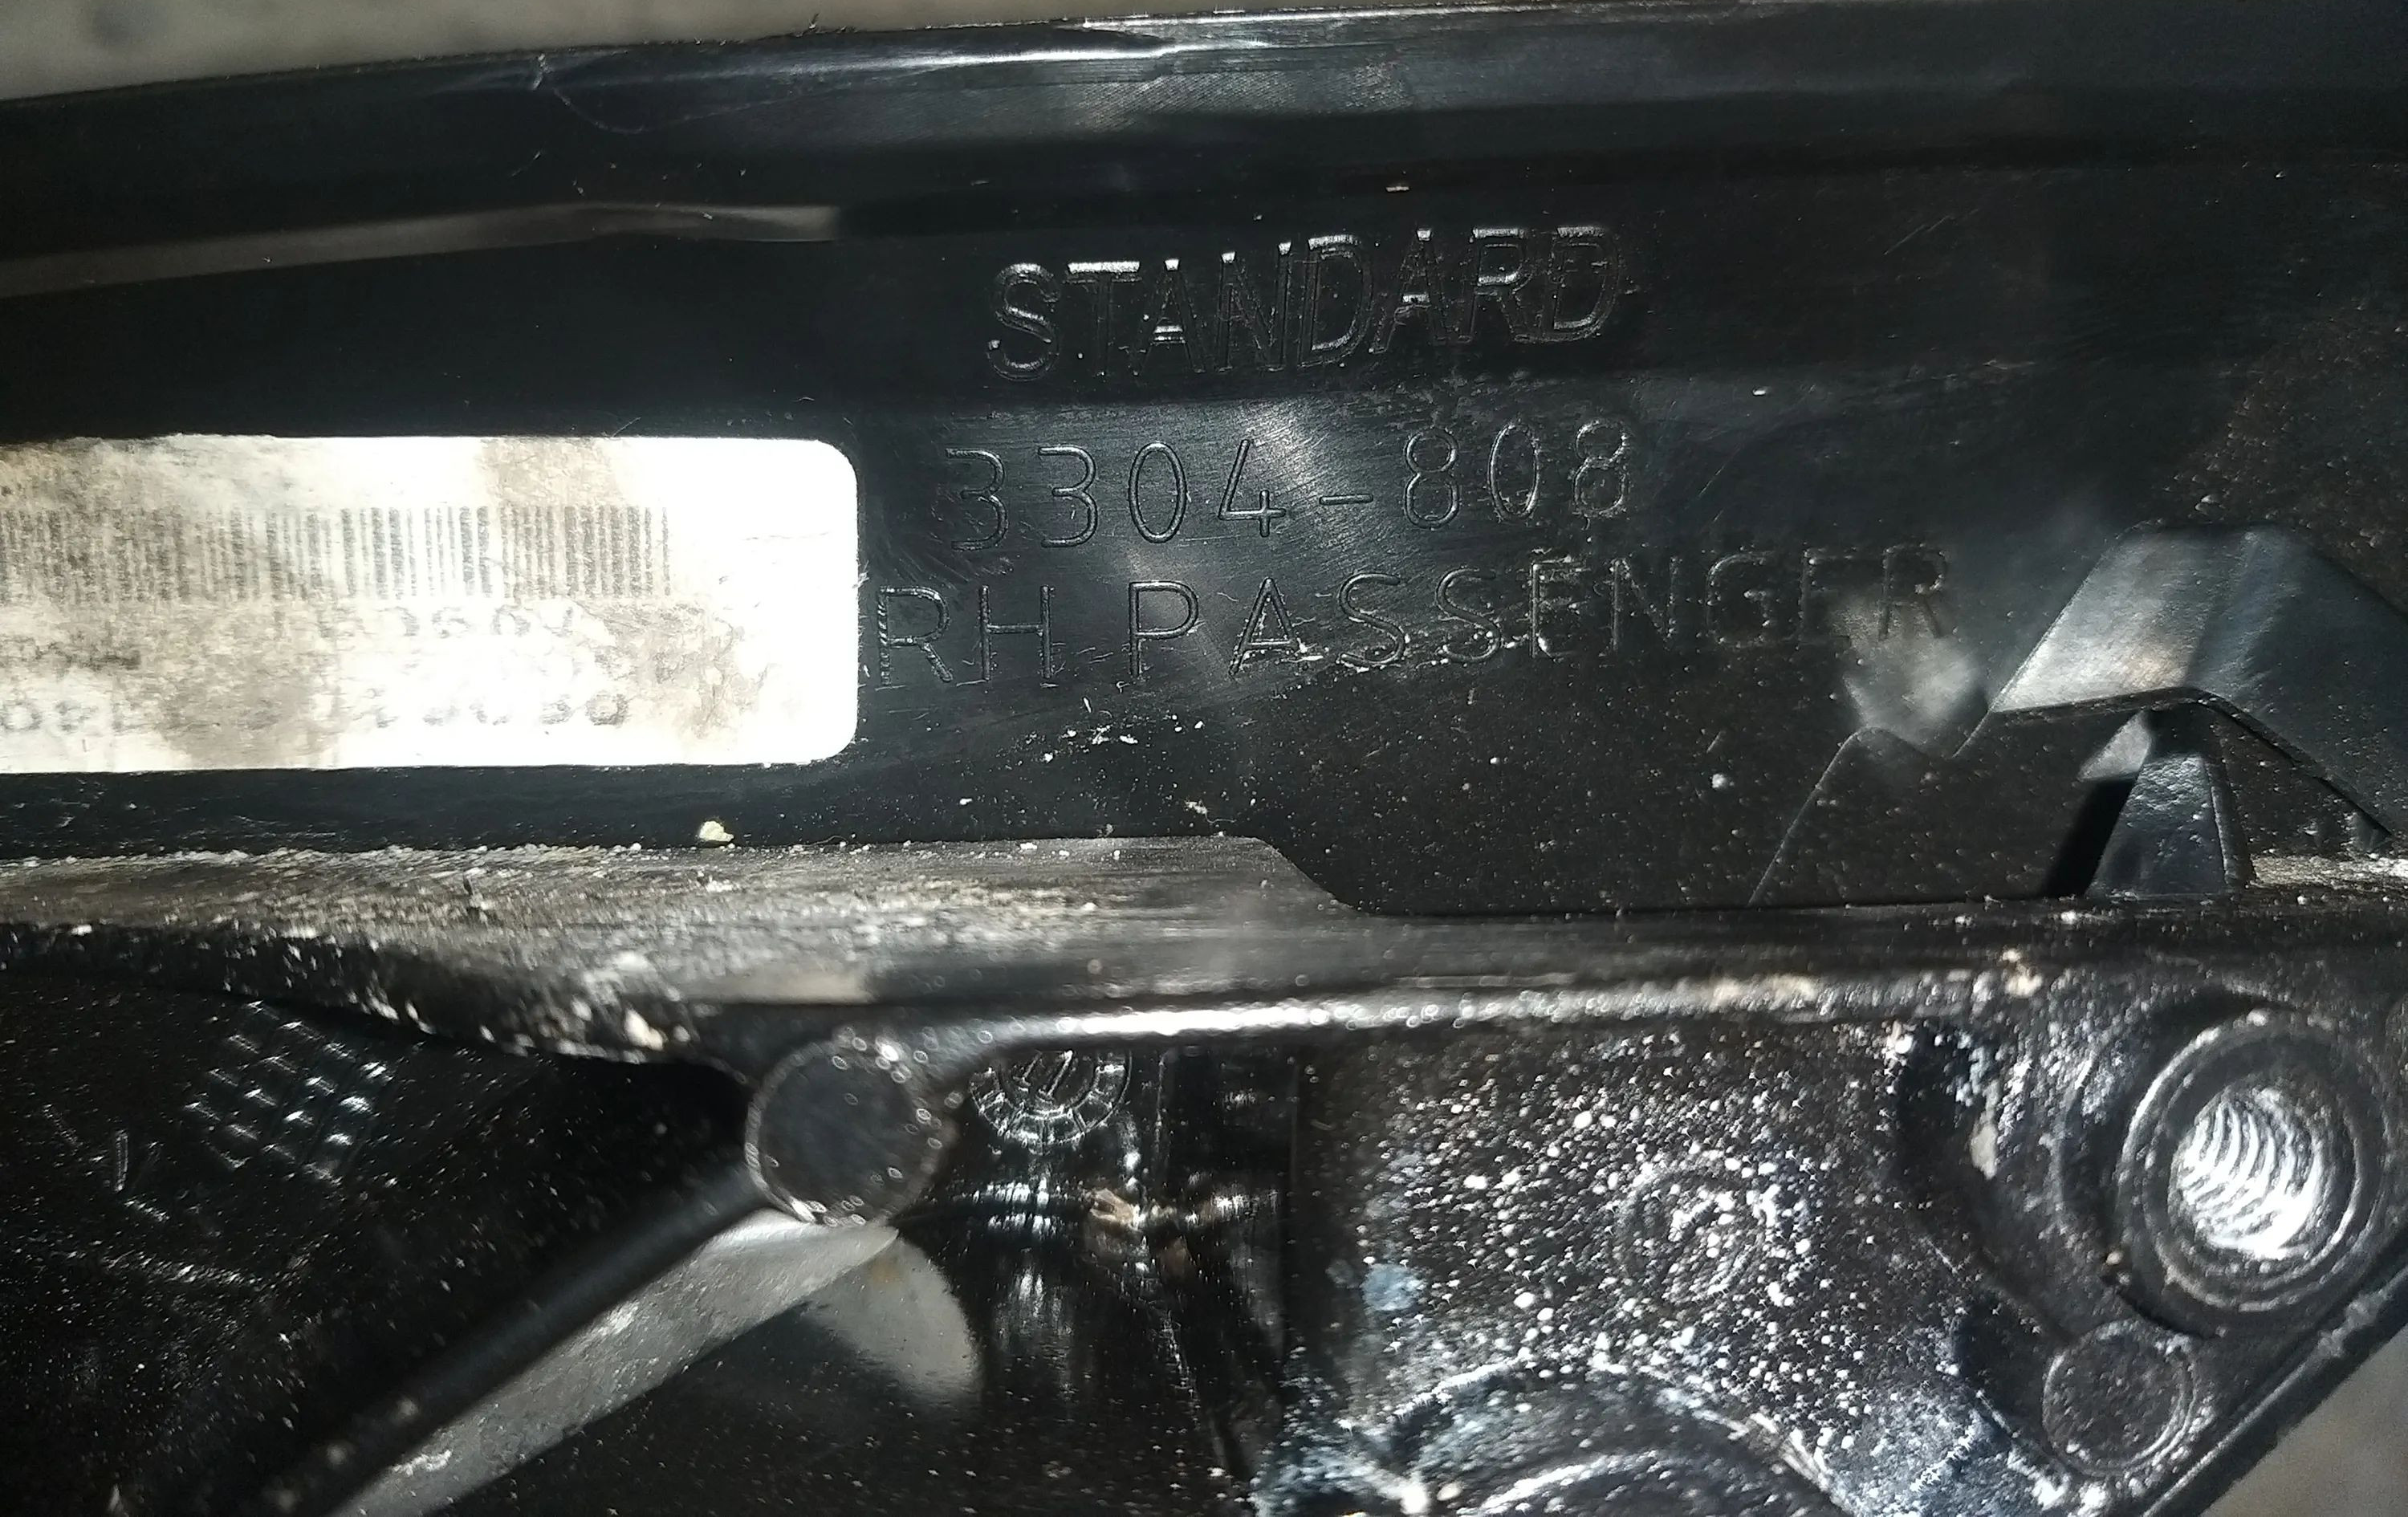 STANDARD
3304-808
RH PASSENGER